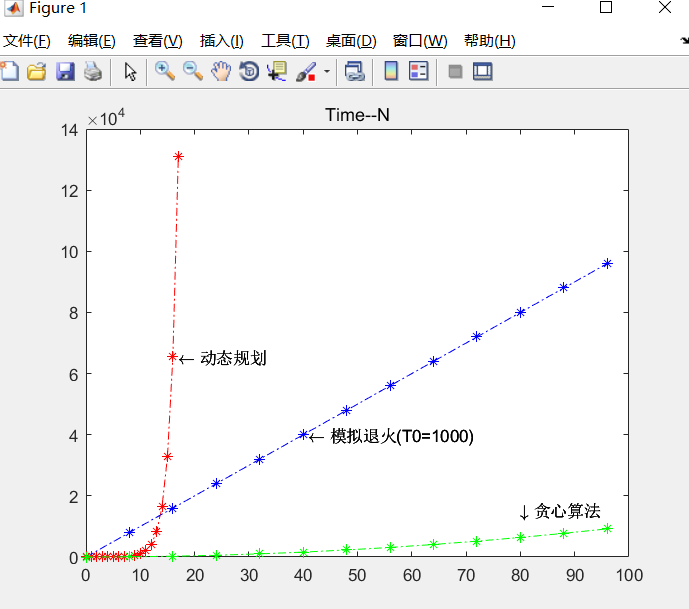 Figure 1
文件(F) 编辑(E) 查看(V) 插入(I) 工具(T) 桌面(D) 窗口(W) 帮助(H)
Time--N
×10^4
14
12
10
8
6
4
2
0
← 动态规划
← 模拟退火(T0=1000)
↓ 贪心算法
0 10 20 30 40 50 60 70 80 90 100